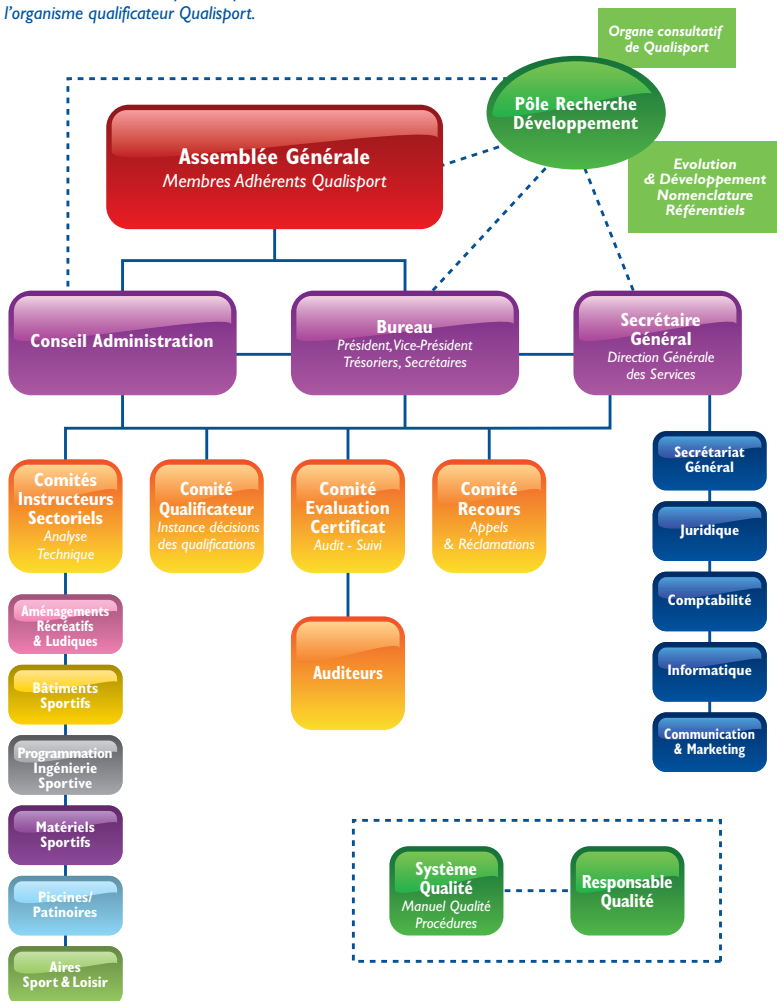 l'organisme qualificateur Qualisport.
Organe consultatif
de Qualisport
Pôle Recherche
Développement
Assemblée Générale
Membres Adhérents Qualisport
Evolution
& Développement
Nomenclature
Référentiels
Conseil Administration
Bureau
Président,Vice-Président
Trésoriers, Secrétaires
Secrétaire
Général
Direction Générale
des Services
Comités
Instructeurs
Sectoriels
Analyse
Technique
Comité
Qualificateur
Instance décisions
des qualifications
Comité
Evaluation
Certificat
Audit - Suivi
Comité
Recours
Appels
& Réclamations
Secrétariat
Général
Juridique
Comptabilité
Informatique
Communication
& Marketing
Aménagements
Récréatifs
& Ludiques
Bâtiments
Sportifs
Programmation
Ingénierie
Sportive
Matériels
Sportifs
Piscines/
Patinoires
Aires
Sport & Loisir
Auditeurs
Système
Qualité
Manuel Qualité
Procédures
Responsable
Qualité